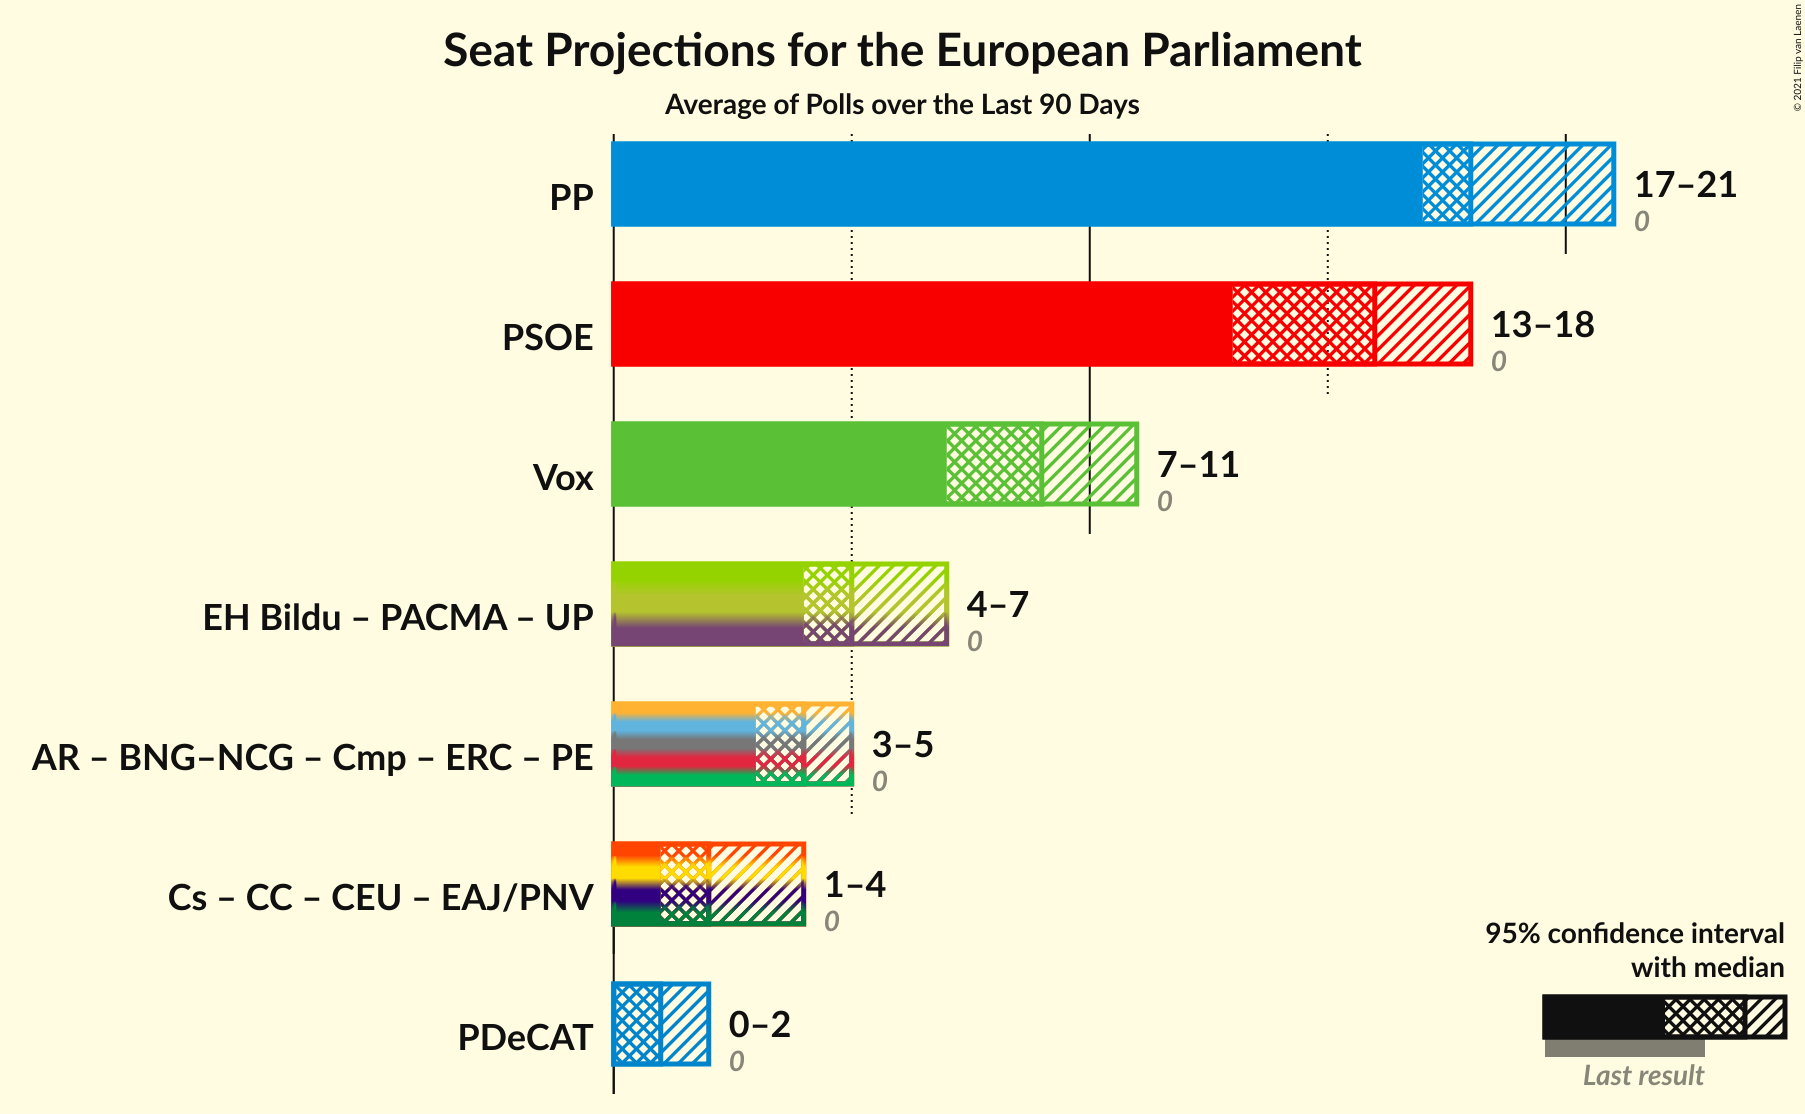 Seat Projections for the European Parliament
Average of Polls over the Last 90 Days
© 2021 Filip van Laenen
PP
17–21
0
PSOE
13–18
0
Vox
7–11
0
EH Bildu – PACMA – UP
4–7
0
AR – BNG–NCG – Cmp – ERC – PE
3–5
0
Cs – CC – CEU – EAJ/PNV
1–4
0
PDeCAT
0–2
0
95% confidence interval
with median
Last result